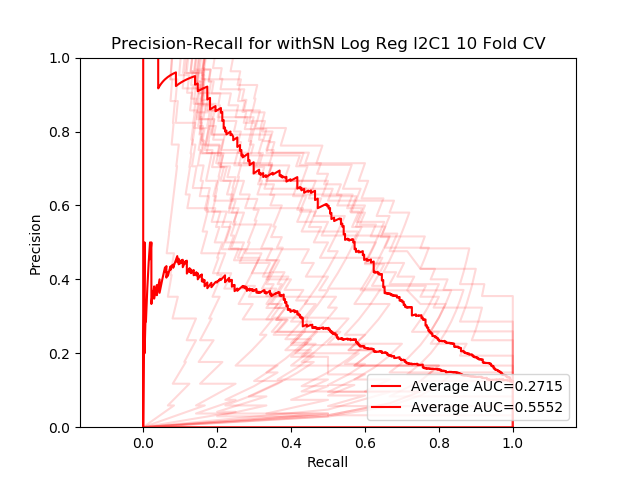 Precision-Recall for withSN Log Reg l2C1 10 Fold CV
Precision
1.0
0.8
0.6
0.4
0.2
0.0
0.0 0.2 0.4 0.6 0.8 1.0
Recall
Average AUC=0.2715
Average AUC=0.5552